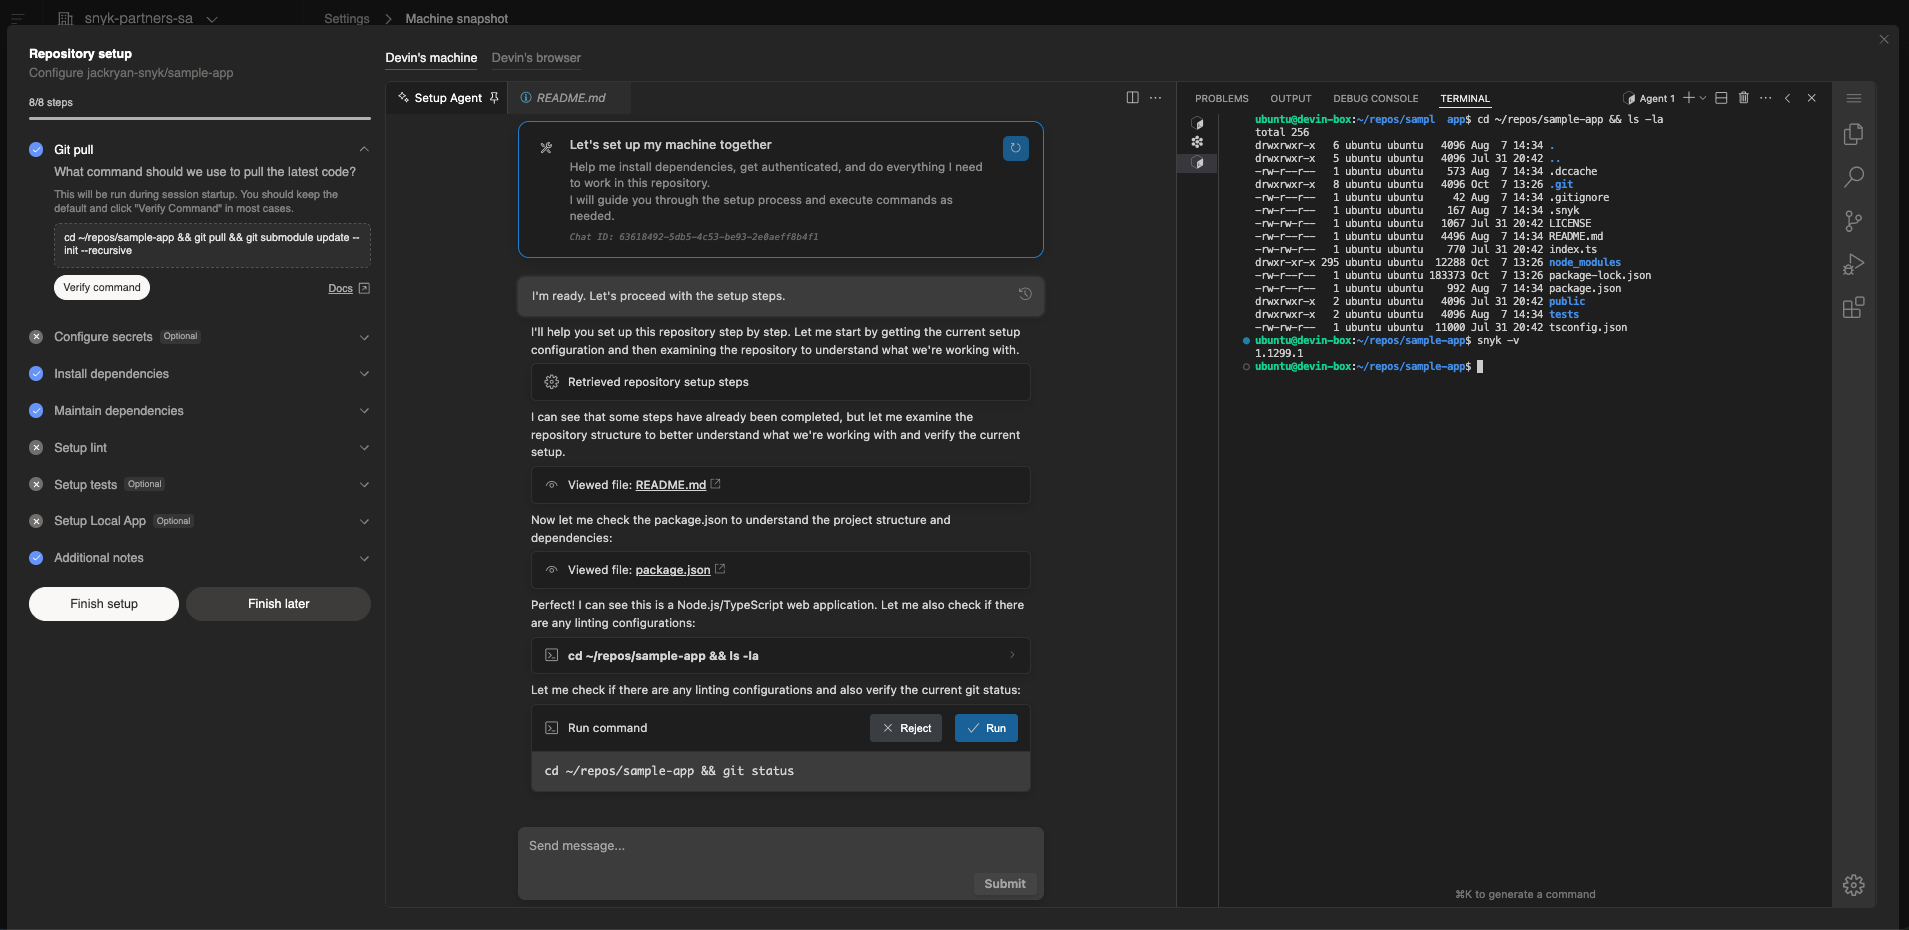 snyk-partners-sa
Settings
Machine snapshot
Repository setup
Configure jackryan-snyk/sample-app
8/8 steps
Git pull
What command should we use to pull the latest code?
This will be run during session startup. You should keep the
default and click "Verify Command" in most cases.
cd ~/repos/sample-app && git pull && git submodule update --
init --recursive
Verify command
Docs
Configure secrets Optional
Install dependencies
Maintain dependencies
Setup lint
Setup tests Optional
Setup Local App Optional
Additional notes
Finish setup
Finish later
Devin's machine
Devin's browser
Setup Agent
README.md
Let's set up my machine together
Help me install dependencies, get authenticated, and do everything I need
to work in this repository.
I will guide you through the setup process and execute commands as
needed.
Chat ID: 63618492-5db5-4c53-be93-2e0aeff8b4f1
I'm ready. Let's proceed with the setup steps.
I'll help you set up this repository step by step. Let me start by getting the current setup
configuration and then examining the repository to understand what we're working with.
Retrieved repository setup steps
I can see that some steps have already been completed, but let me examine the
repository structure to better understand what we're working with and verify the current
setup.
Viewed file: README.md
Now let me check the package.json to understand the project structure and
dependencies:
Viewed file: package.json
Perfect! I can see this is a Node.js/TypeScript web application. Let me also check if there
are any linting configurations:
cd ~/repos/sample-app && ls -la
Let me check if there are any linting configurations and also verify the current git status:
Run command
Reject
Run
cd ~/repos/sample-app && git status
Send message...
Submit
PROBLEMS
OUTPUT
DEBUG CONSOLE
TERMINAL
Agent 1
ubuntu@devin-box:~/repos/sampl  app$ cd ~/repos/sample-app && ls -la
total 256
drwxrwxr-x   6 ubuntu ubuntu   4096 Aug  7 14:34 .
drwxrwxr-x   5 ubuntu ubuntu   4096 Jul 31 20:42 ..
-rw-r--r--   1 ubuntu ubuntu    573 Aug  7 14:34 .dccache
drwxrwxr-x   8 ubuntu ubuntu   4096 Oct  7 13:26 .git
-rw-r--r--   1 ubuntu ubuntu     42 Aug  7 14:34 .gitignore
-rw-r--r--   1 ubuntu ubuntu    167 Aug  7 14:34 .snyk
-rw-rw-r--   1 ubuntu ubuntu   1067 Jul 31 20:42 LICENSE
-rw-r--r--   1 ubuntu ubuntu   4496 Aug  7 14:34 README.md
-rw-rw-r--   1 ubuntu ubuntu    770 Jul 31 20:42 index.ts
drwxr-xr-x 295 ubuntu ubuntu  12288 Oct  7 13:26 node_modules
-rw-r--r--   1 ubuntu ubuntu 183373 Oct  7 13:26 package-lock.json
-rw-r--r--   1 ubuntu ubuntu    992 Aug  7 14:34 package.json
drwxrwxr-x   2 ubuntu ubuntu   4096 Jul 31 20:42 public
drwxrwxr-x   2 ubuntu ubuntu   4096 Aug  7 14:34 tests
-rw-rw-r--   1 ubuntu ubuntu  11000 Jul 31 20:42 tsconfig.json
ubuntu@devin-box:~/repos/sample-app$ snyk -v
1.1299.1
ubuntu@devin-box:~/repos/sample-app$
⌘K to generate a command